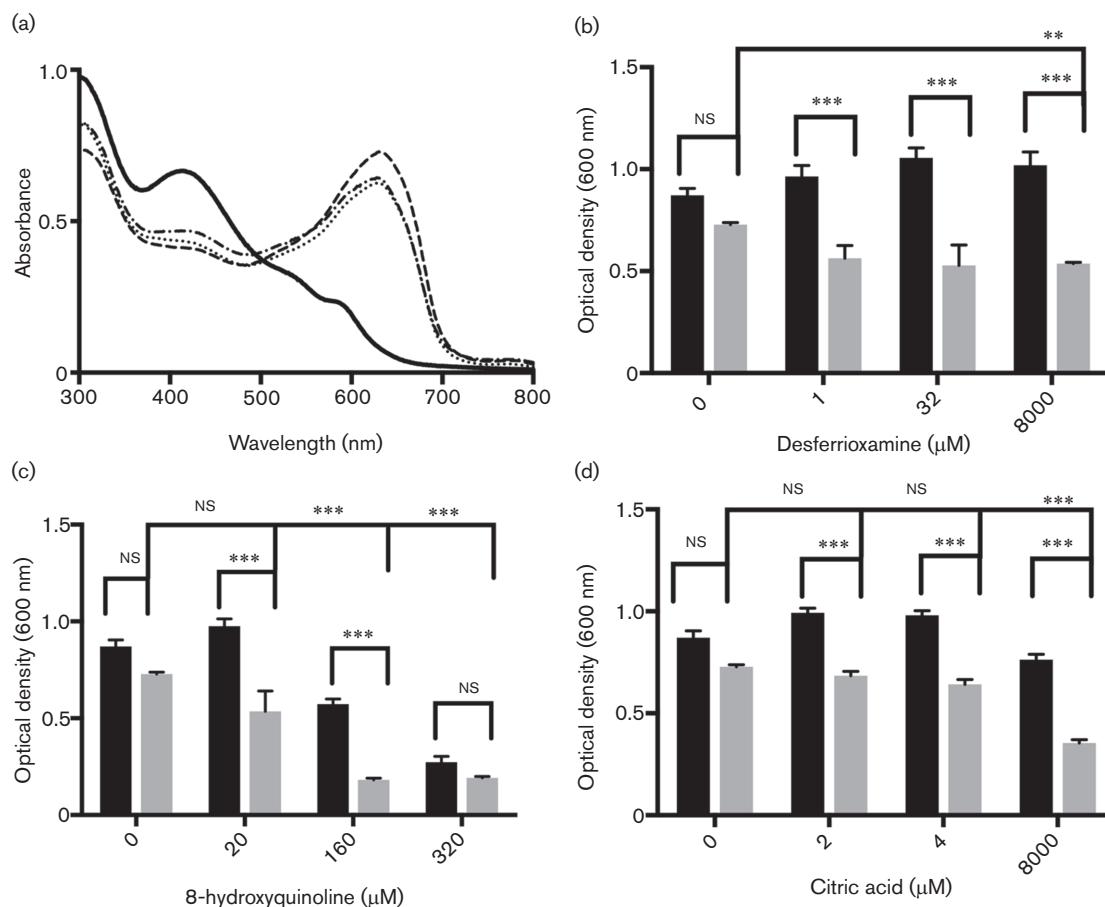 (a)
1.0
0.5
0
Absorbance
300 400 500 600 700 800
Wavelength (nm)
(b)
**
1.5
*** *** ***
NS
1.0
0.5
0
Optical density (600 nm)
0 1 32 8000
Desferrioxamine (µM)
(c)
NS *** ***
1.5
NS ***
1.0
*** NS
0.5
0
Optical density (600 nm)
0 20 160 320
8-hydroxyquinoline (µM)
(d)
NS NS ***
1.5
NS *** *** ***
1.0
0.5
0
Optical density (600 nm)
0 2 4 8000
Citric acid (µM)